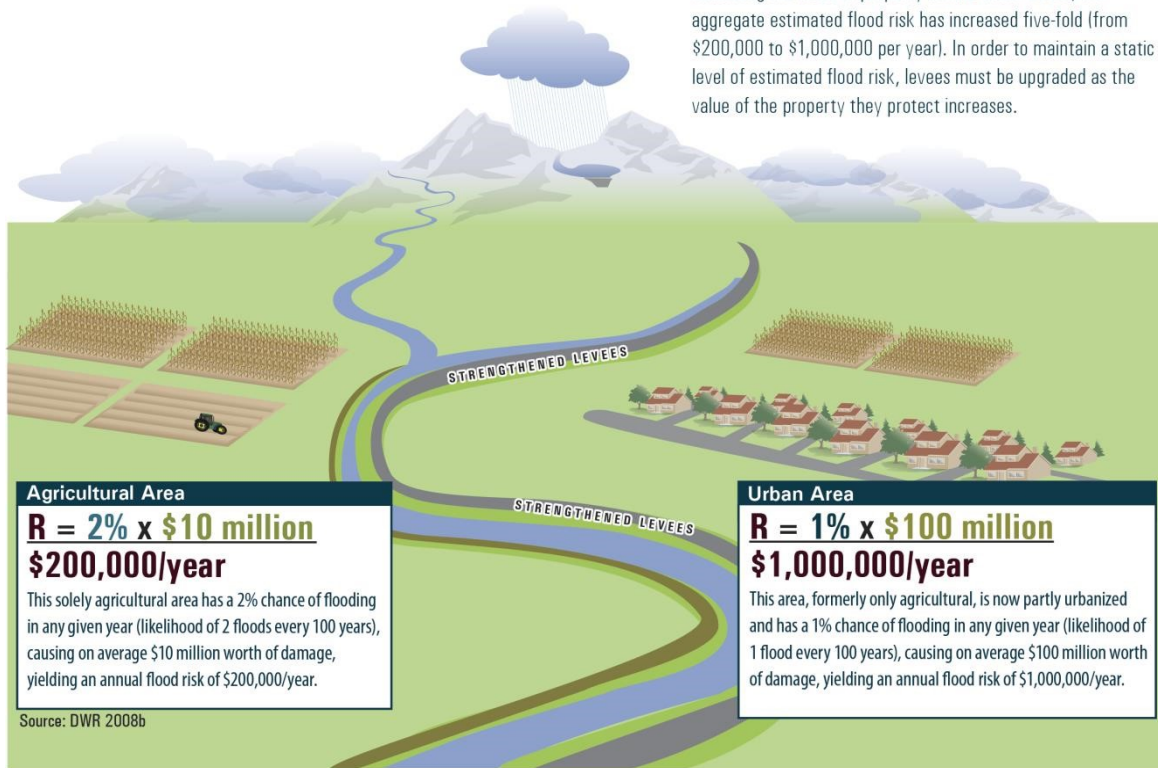 aggregate estimated flood risk has increased five-fold (from
$200,000 to $1,000,000 per year). In order to maintain a static
level of estimated flood risk, levees must be upgraded as the
value of the property they protect increases.
STRENGTHENED LEVEES
STRENGTHENED LEVEES
Agricultural Area
R = 2% x $10 million
$200,000/year
This solely agricultural area has a 2% chance of flooding
in any given year (likelihood of 2 floods every 100 years),
causing on average $10 million worth of damage,
yielding an annual flood risk of $200,000/year.
Urban Area
R = 1% x $100 million
$1,000,000/year
This area, formerly only agricultural, is now partly urbanized
and has a 1% chance of flooding in any given year (likelihood of
1 flood every 100 years), causing on average $100 million worth
of damage, yielding an annual flood risk of $1,000,000/year.
Source: DWR 2008b